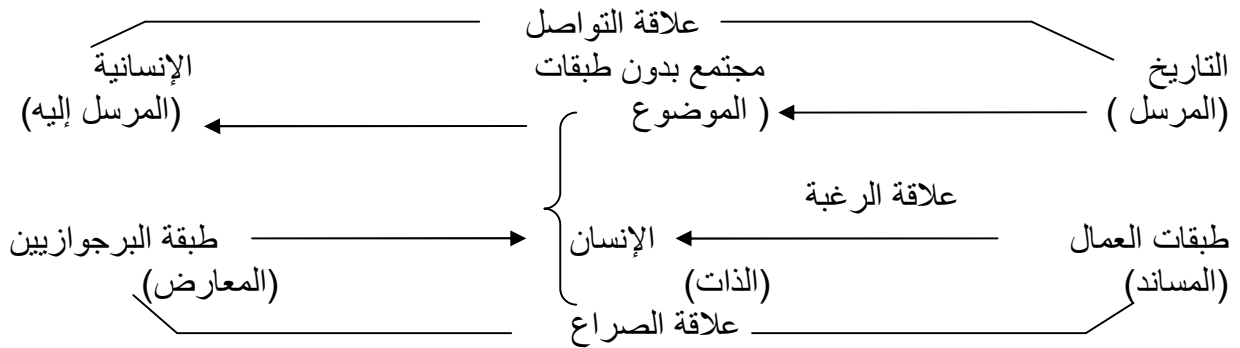 علاقة التواصل
التاريخ مجتمع بدون طبقات الإنسانية
(المرسل ) ( الموضوع (المرسل إليه)
علاقة الرغبة
طبقات العمال الإنسان طبقة البرجوازيين
(المساند) (الذات) (المعارض)
علاقة الصراع